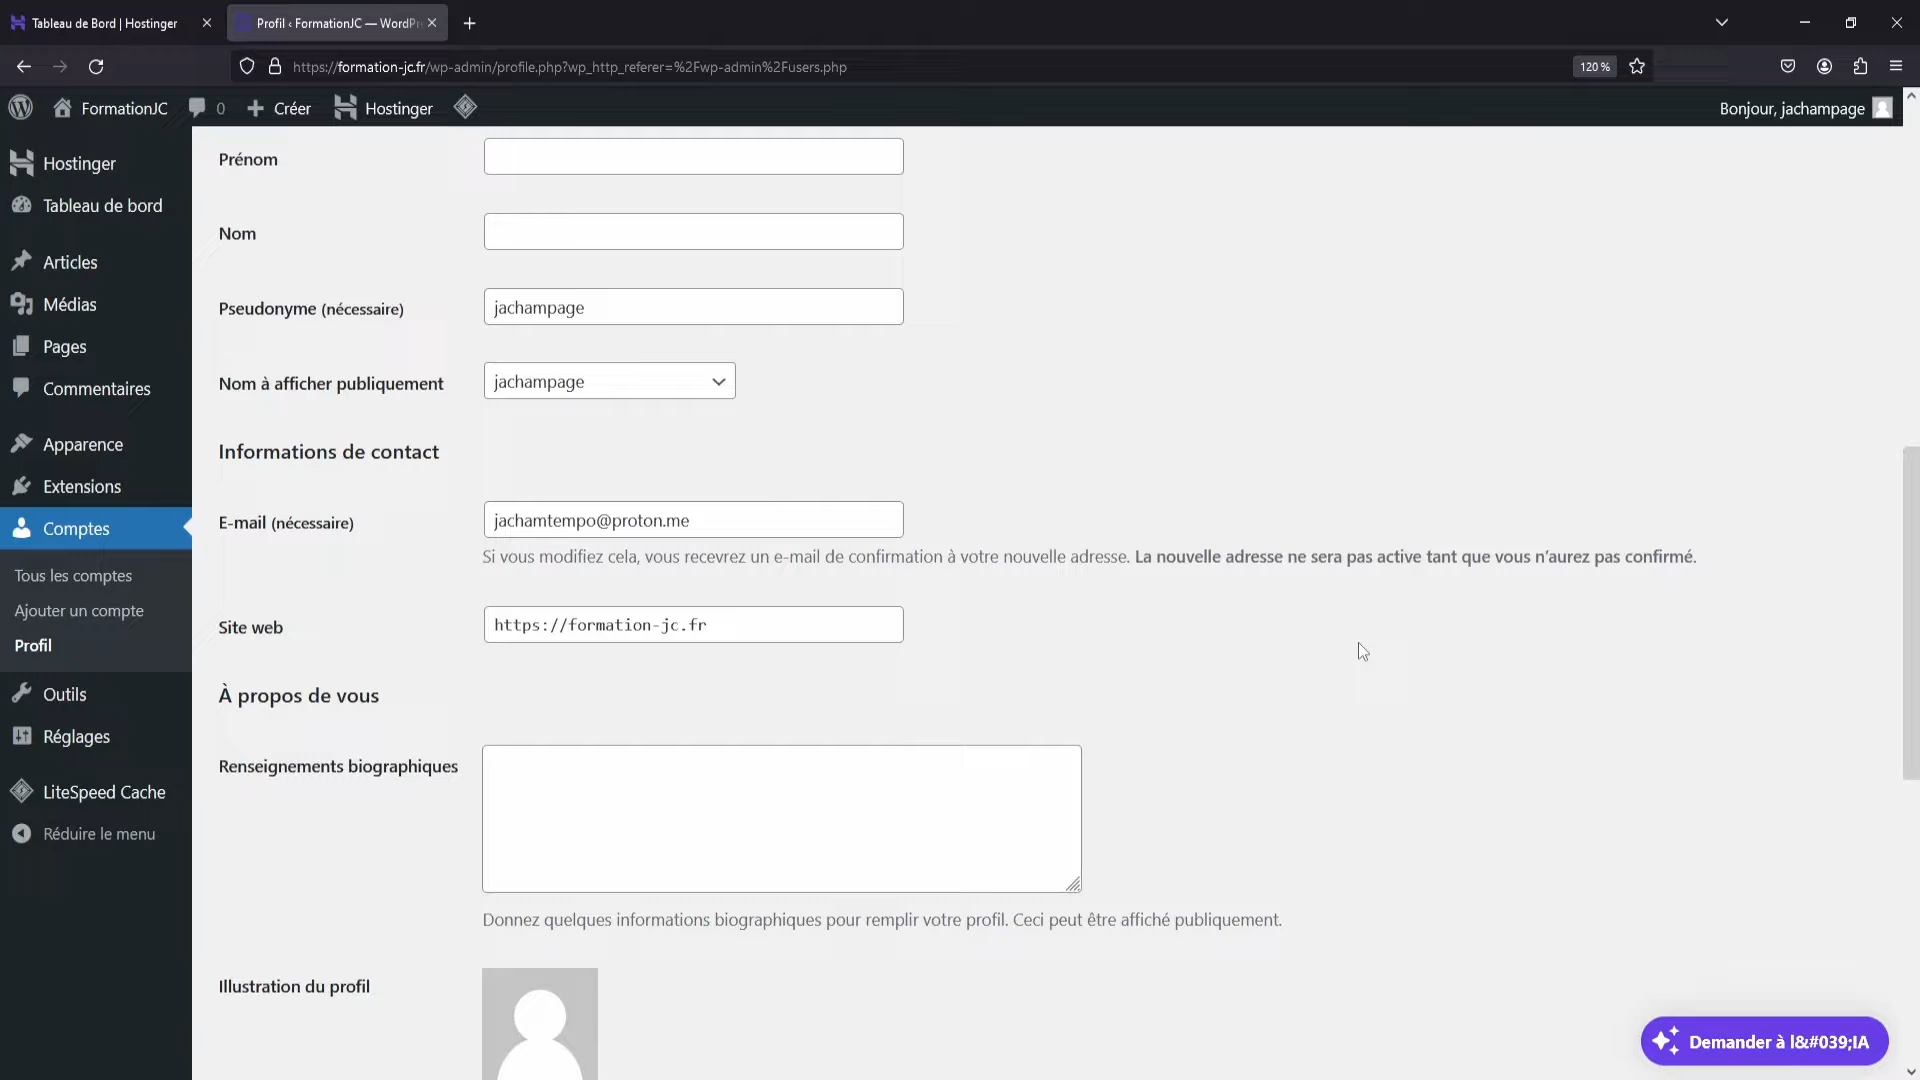 Tableau de Bord | Hostinger
Profil ‹ FormationJC — WordPr
https://formation-jc.fr/wp-admin/profile.php?wp_http_referer=%2Fwp-admin%2Fusers.php
120 %
FormationJC
0
Créer
Hostinger
Bonjour, jachampage
Hostinger
Tableau de bord
Articles
Médias
Pages
Commentaires
Apparence
Extensions
Comptes
Tous les comptes
Ajouter un compte
Profil
Outils
Réglages
LiteSpeed Cache
Réduire le menu
Prénom
Nom
Pseudonyme (nécessaire)
jachampage
Nom à afficher publiquement
jachampage
Informations de contact
E-mail (nécessaire)
jachamtempo@proton.me
Si vous modifiez cela, vous recevrez un e-mail de confirmation à votre nouvelle adresse. La nouvelle adresse ne sera pas active tant que vous n’aurez pas confirmé.
Site web
https://formation-jc.fr
À propos de vous
Renseignements biographiques
Donnez quelques informations biographiques pour remplir votre profil. Ceci peut être affiché publiquement.
Illustration du profil
Demander à l&#039;IA